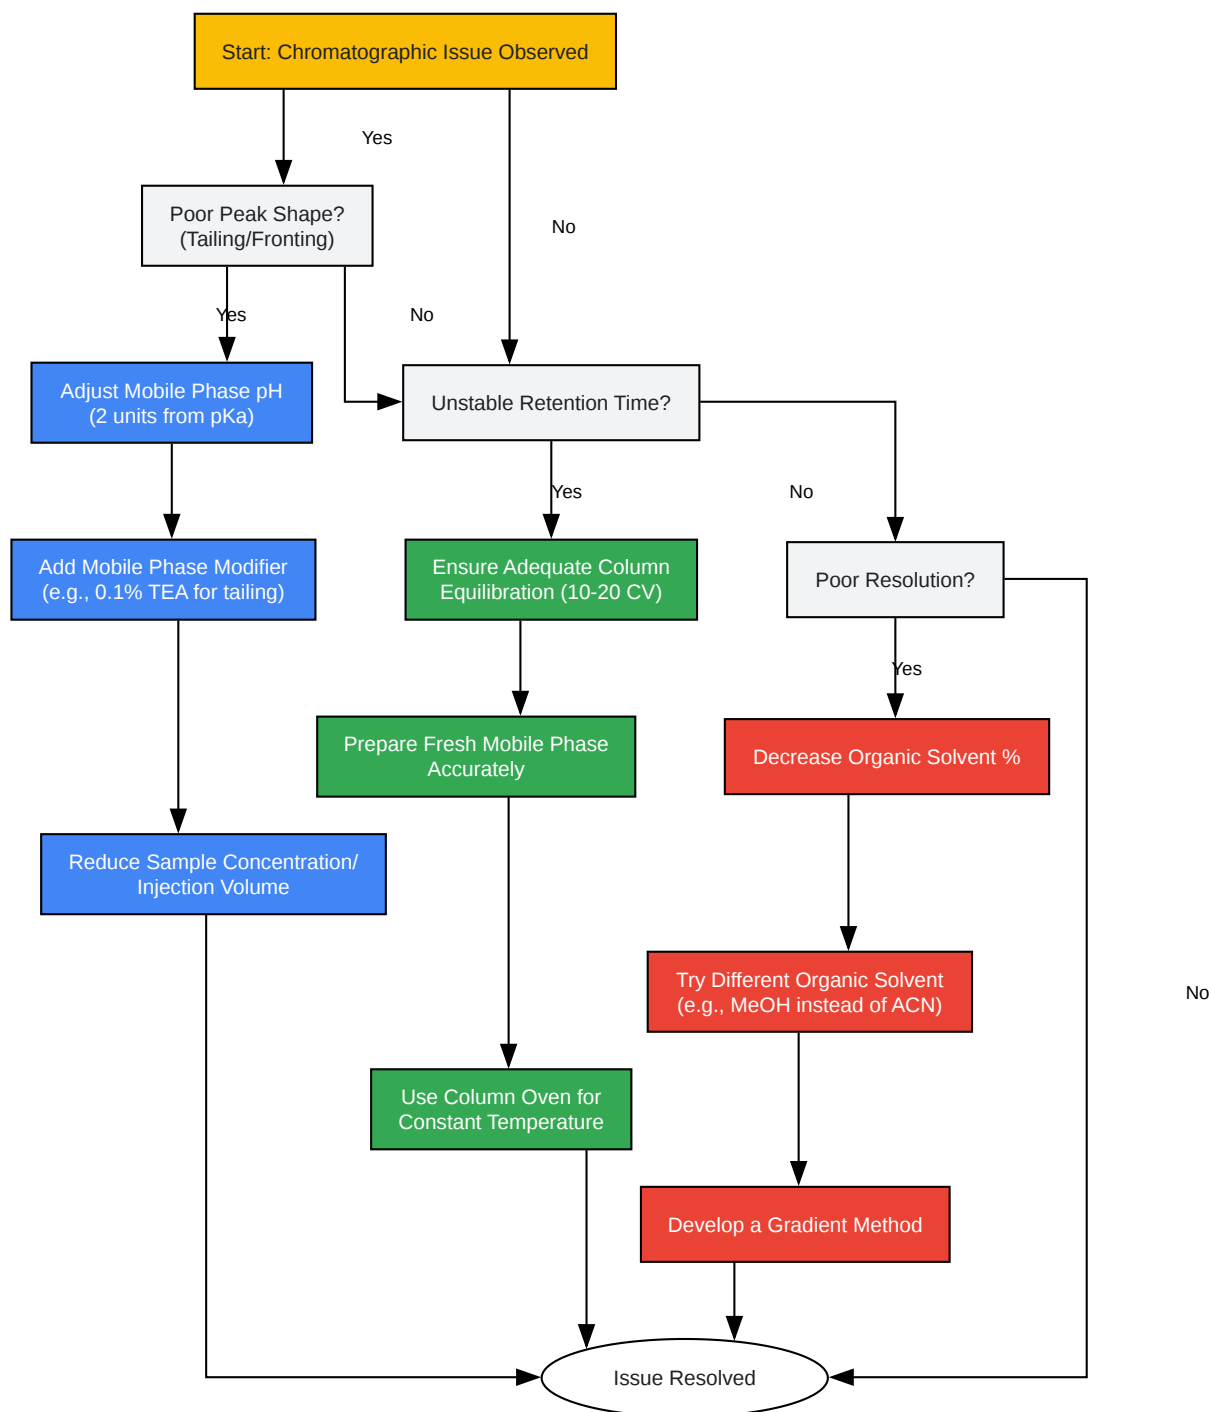 Start: Chromatographic Issue Observed
Yes
Poor Peak Shape?
(Tailing/Fronting)
No
Yes
No
Adjust Mobile Phase pH
(2 units from pKa)
Unstable Retention Time?
Yes
No
Add Mobile Phase Modifier
(e.g., 0.1% TEA for tailing)
Ensure Adequate Column
Equilibration (10-20 CV)
Poor Resolution?
Yes
Prepare Fresh Mobile Phase
Accurately
Decrease Organic Solvent %
Reduce Sample Concentration/
Injection Volume
Try Different Organic Solvent
(e.g., MeOH instead of ACN)
No
Use Column Oven for
Constant Temperature
Develop a Gradient Method
Issue Resolved